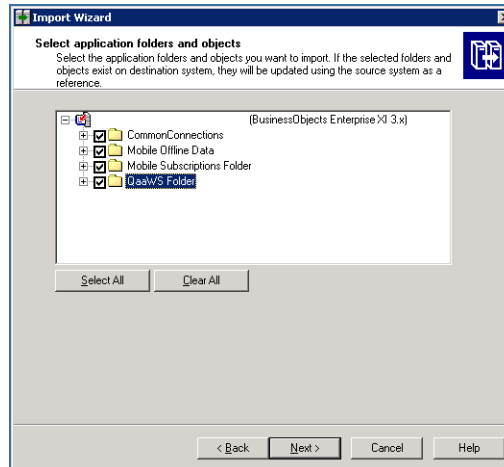 Import Wizard
Select application folders and objects
Select the application folders and objects you want to import. If the selected folders and
objects exist on destination system, they will be updated using the source system as a
reference.
(BusinessObjects Enterprise XI 3.x)
CommonConnections
Mobile Offline Data
Mobile Subscriptions Folder
QaaWS Folder
Select All
Clear All
< Back
Next >
Cancel
Help